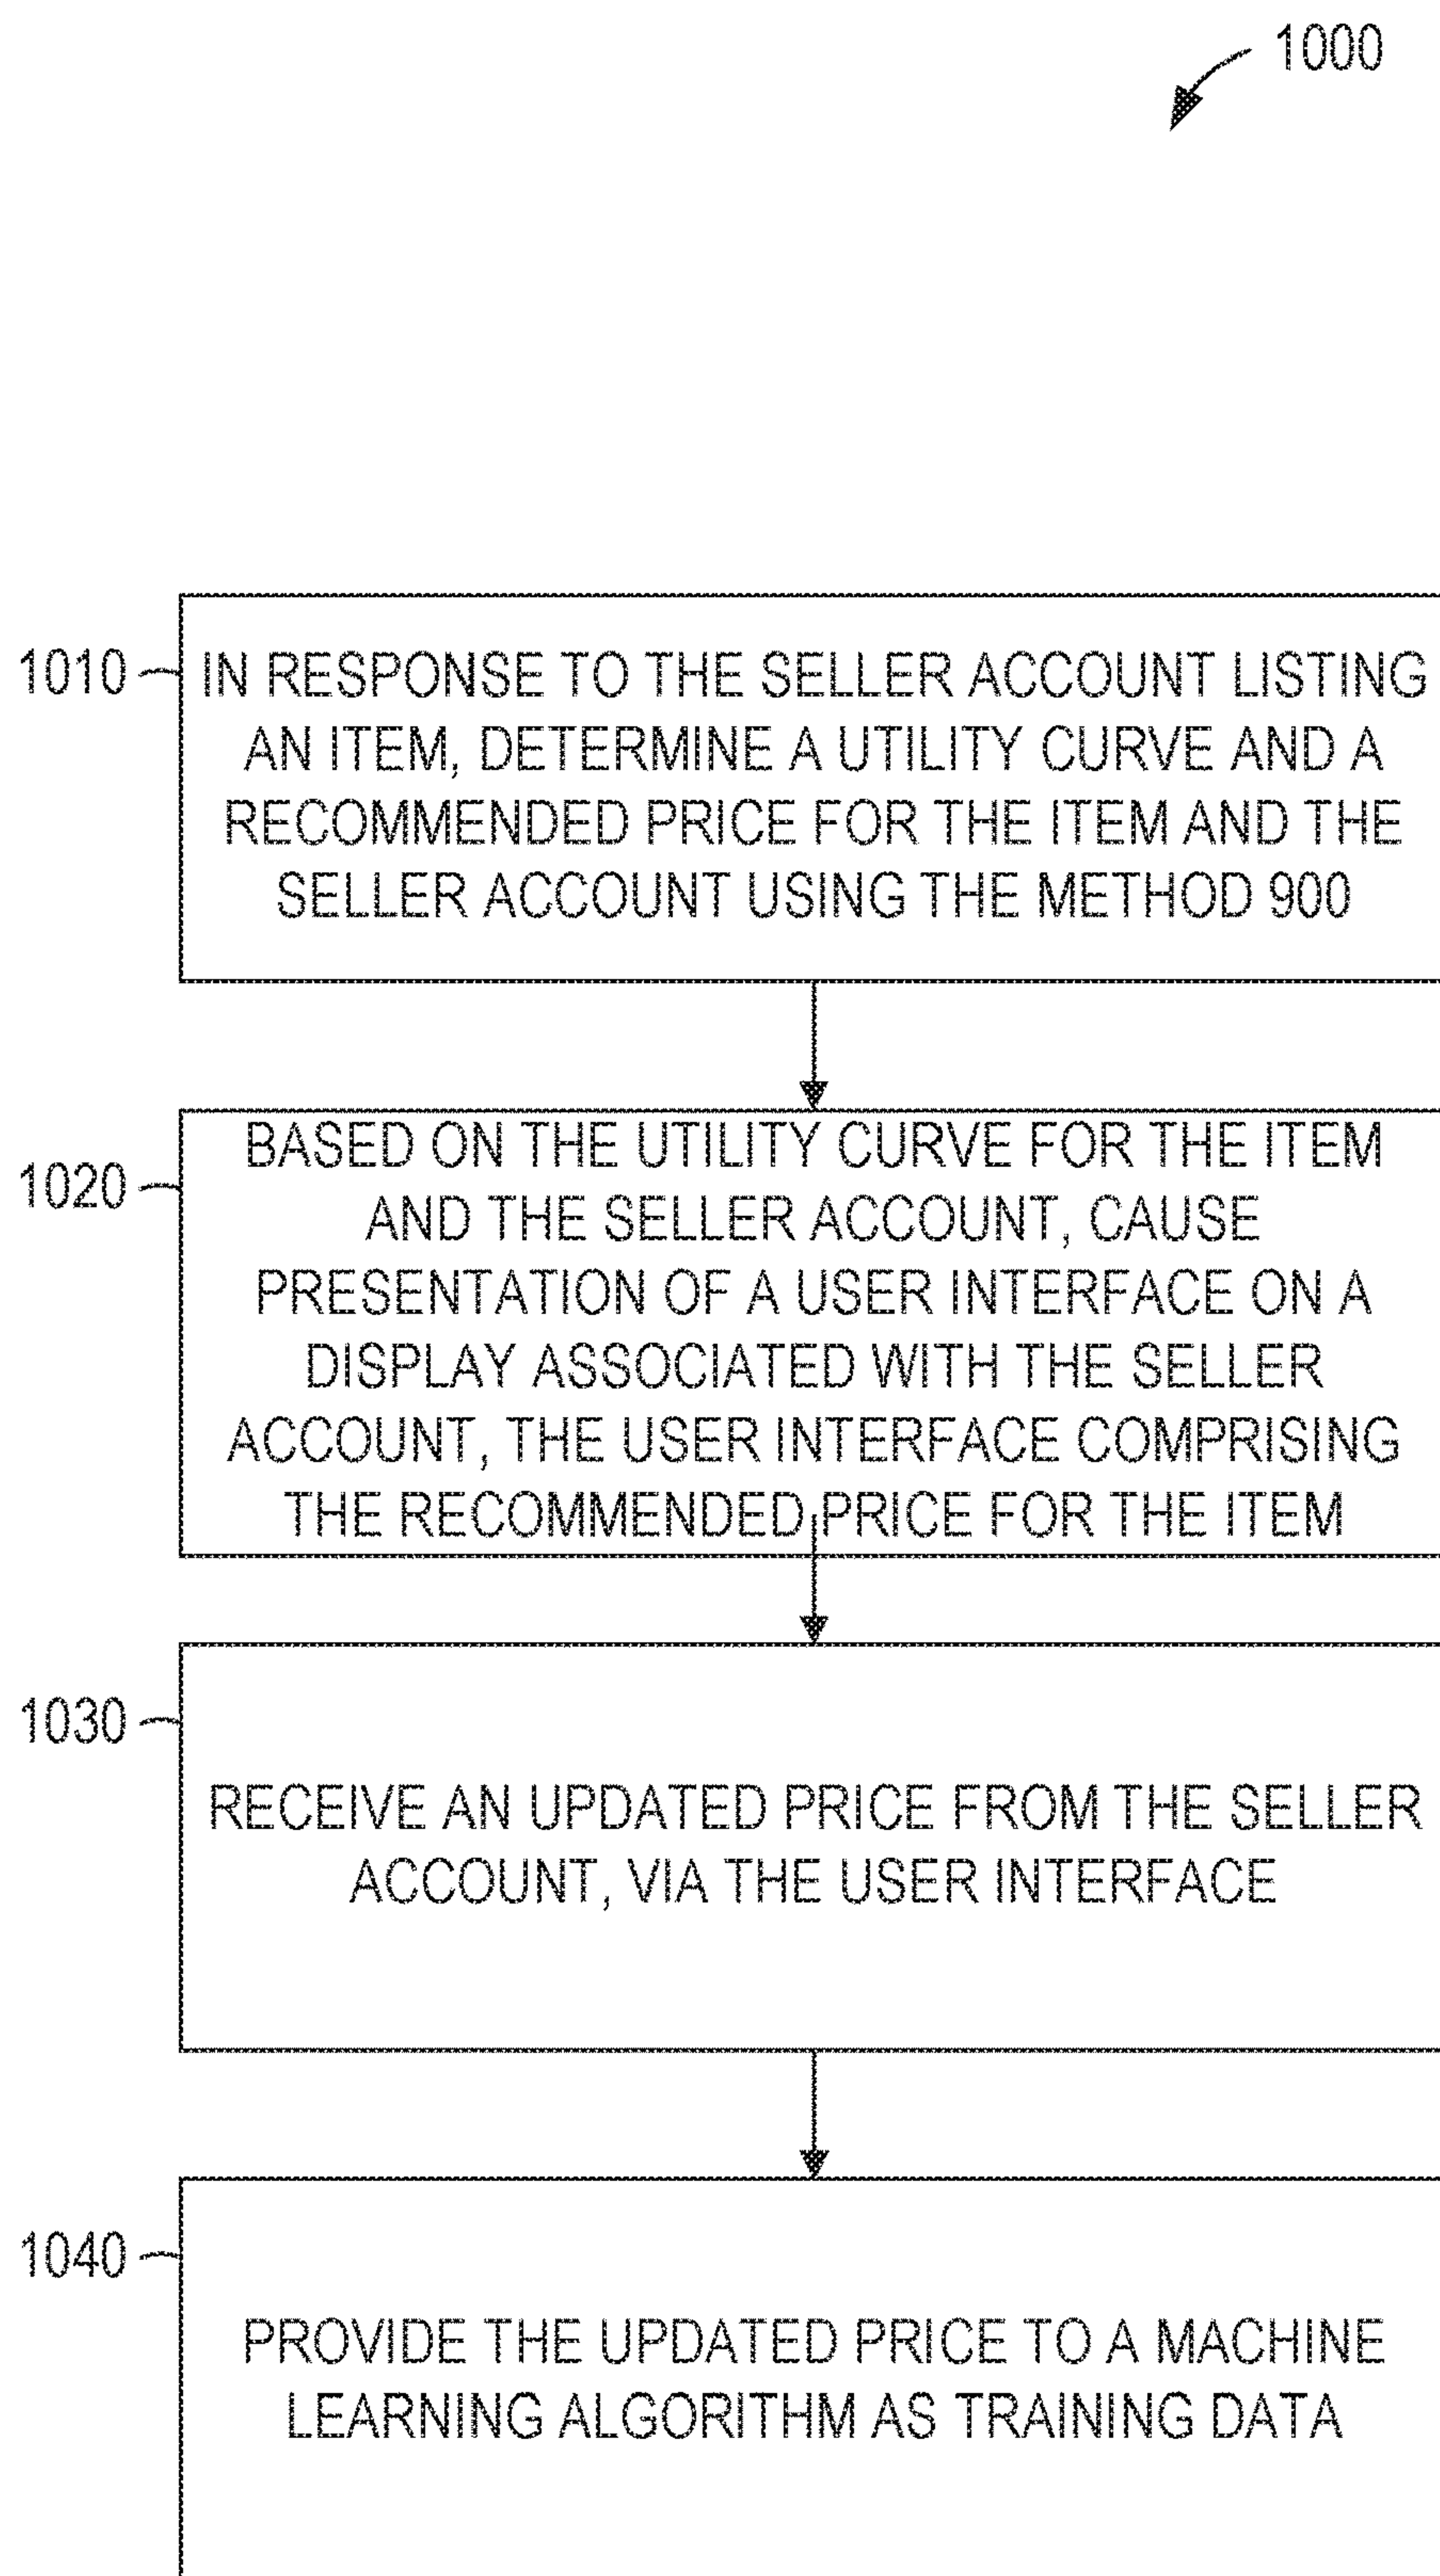 1000
1010
IN RESPONSE TO THE SELLER ACCOUNT LISTING
AN ITEM, DETERMINE A UTILITY CURVE AND A
RECOMMENDED PRICE FOR THE ITEM AND THE
SELLER ACCOUNT USING THE METHOD 900
1020
BASED ON THE UTILITY CURVE FOR THE ITEM
AND THE SELLER ACCOUNT, CAUSE
PRESENTATION OF A USER INTERFACE ON A
DISPLAY ASSOCIATED WITH THE SELLER
ACCOUNT, THE USER INTERFACE COMPRISING
THE RECOMMENDED PRICE FOR THE ITEM
1030
RECEIVE AN UPDATED PRICE FROM THE SELLER
ACCOUNT, VIA THE USER INTERFACE
1040
PROVIDE THE UPDATED PRICE TO A MACHINE
LEARNING ALGORITHM AS TRAINING DATA